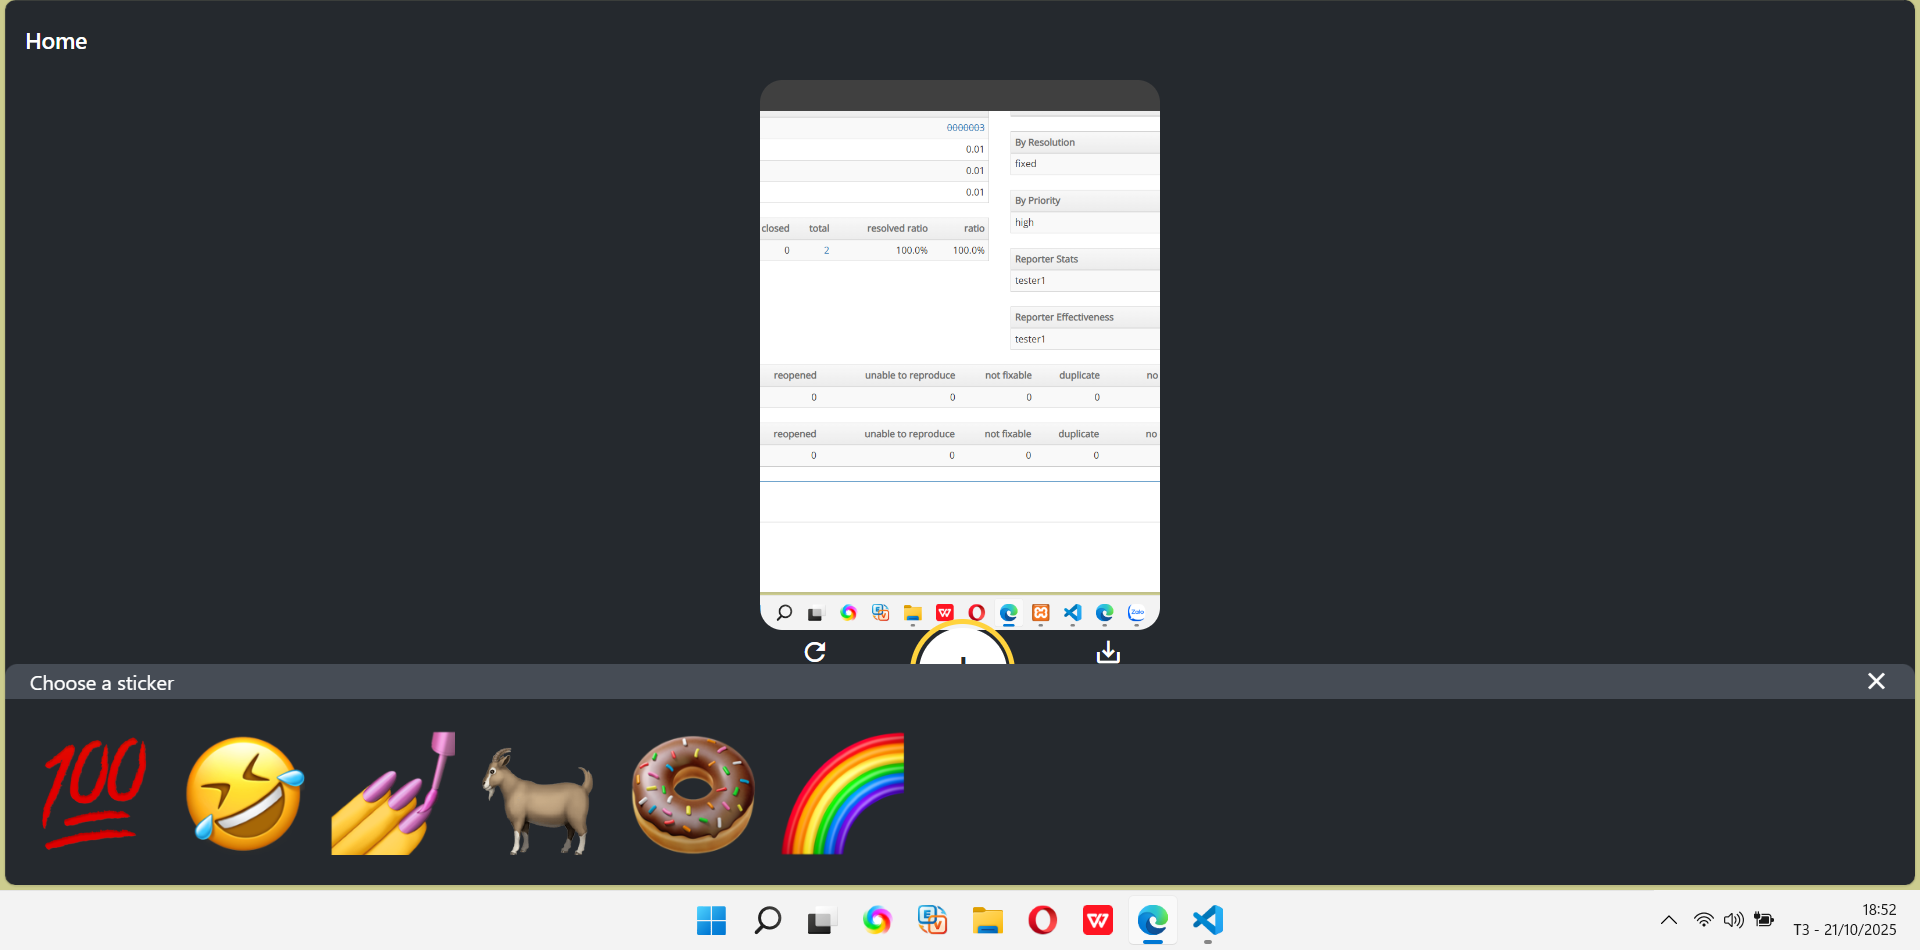 Home
0000003
0.01
0.01
0.01
closed total resolved ratio ratio
0 2 100.0% 100.0%
By Resolution
fixed
By Priority
high
Reporter Stats
tester1
Reporter Effectiveness
tester1
reopened unable to reproduce not fixable duplicate no
0 0 0 0
reopened unable to reproduce not fixable duplicate no
0 0 0 0
Zalo
Choose a sticker
100
18:52
T3 - 21/10/2025